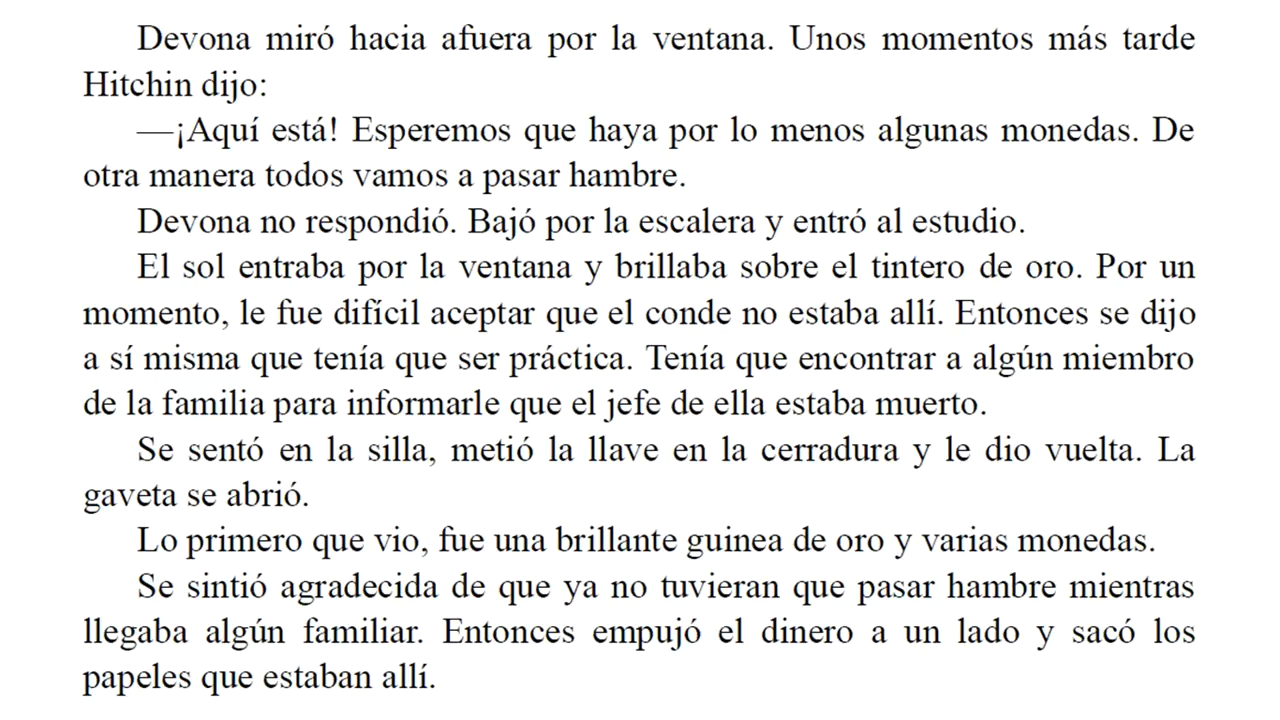 Devona miró hacia afuera por la ventana. Unos momentos más tarde
Hitchin dijo:
—¡Aquí está! Esperemos que haya por lo menos algunas monedas. De
otra manera todos vamos a pasar hambre.
Devona no respondió. Bajó por la escalera y entró al estudio.
El sol entraba por la ventana y brillaba sobre el tintero de oro. Por un
momento, le fue difícil aceptar que el conde no estaba allí. Entonces se dijo
a sí misma que tenía que ser práctica. Tenía que encontrar a algún miembro
de la familia para informarle que el jefe de ella estaba muerto.
Se sentó en la silla, metió la llave en la cerradura y le dio vuelta. La
gaveta se abrió.
Lo primero que vio, fue una brillante guinea de oro y varias monedas.
Se sintió agradecida de que ya no tuvieran que pasar hambre mientras
llegaba algún familiar. Entonces empujó el dinero a un lado y sacó los
papeles que estaban allí.